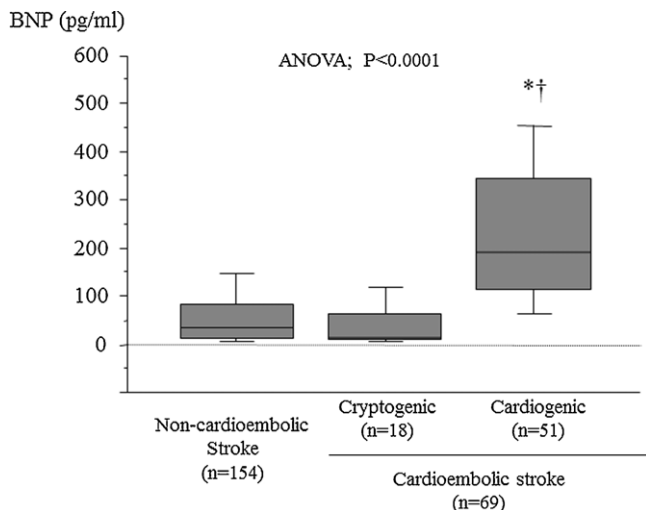 BNP (pg/ml)
ANOVA; P<0.0001
600
500
400
300
200
100
0
*†
Non-cardioembolic
Stroke
(n=154)
Cryptogenic
(n=18)
Cardiogenic
(n=51)
Cardioembolic stroke
(n=69)